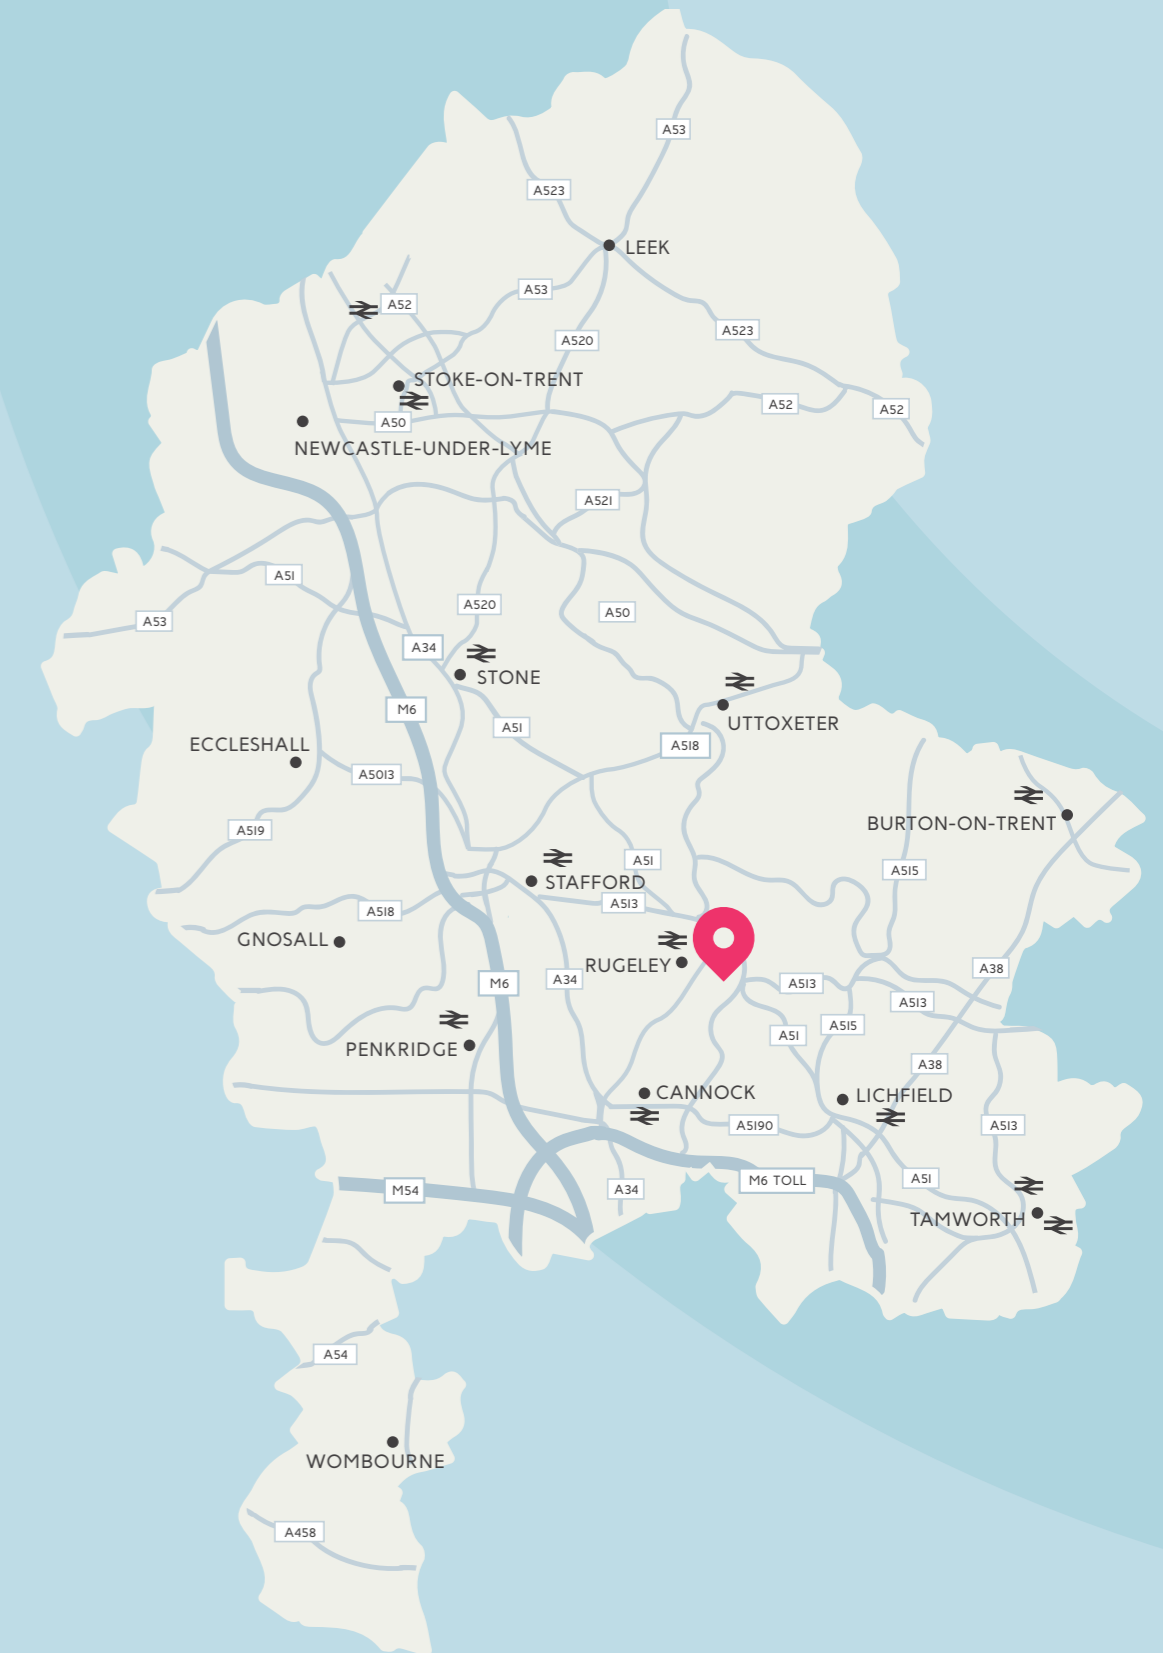 A53
A523
LEEK
A53
A52
A523
A520
STOKE-ON-TRENT
A52
A52
A50
NEWCASTLE-UNDER-LYME
A521
A51
A520
A50
A53
A34
STONE
M6
UTTOXETER
A51
ECCLESHALL
A518
A5013
BURTON-ON-TRENT
A519
A51
A515
STAFFORD
A513
A518
GNOSALL
RUGELEY
A38
A34
M6
A513
A513
A515
A51
PENKRIDGE
A38
CANNOCK
LICHFIELD
A5190
A513
A51
M6 TOLL
M54
A34
TAMWORTH
A54
WOMBOURNE
A458